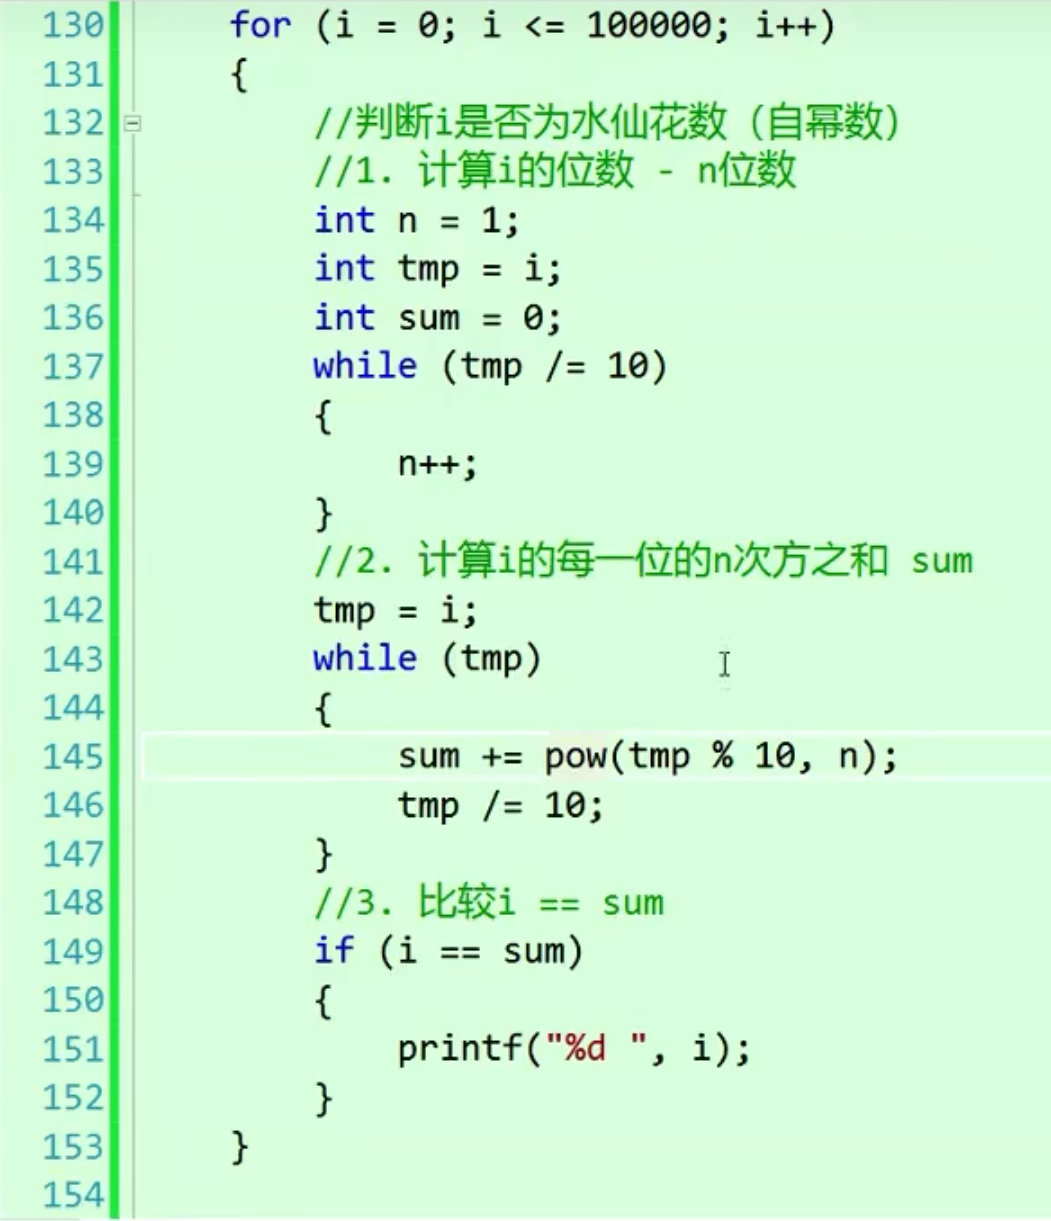 130 for (i = 0; i <= 100000; i++)
131 {
132 //判断i是否为水仙花数（自幂数）
133 //1. 计算i的位数 - n位数
134 int n = 1;
135 int tmp = i;
136 int sum = 0;
137 while (tmp /= 10)
138 {
139 n++;
140 }
141 //2. 计算i的每一位的n次方之和 sum
142 tmp = i;
143 while (tmp)
144 {
145 sum += pow(tmp % 10, n);
146 tmp /= 10;
147 }
148 //3. 比较i == sum
149 if (i == sum)
150 {
151 printf("%d ", i);
152 }
153 }
154